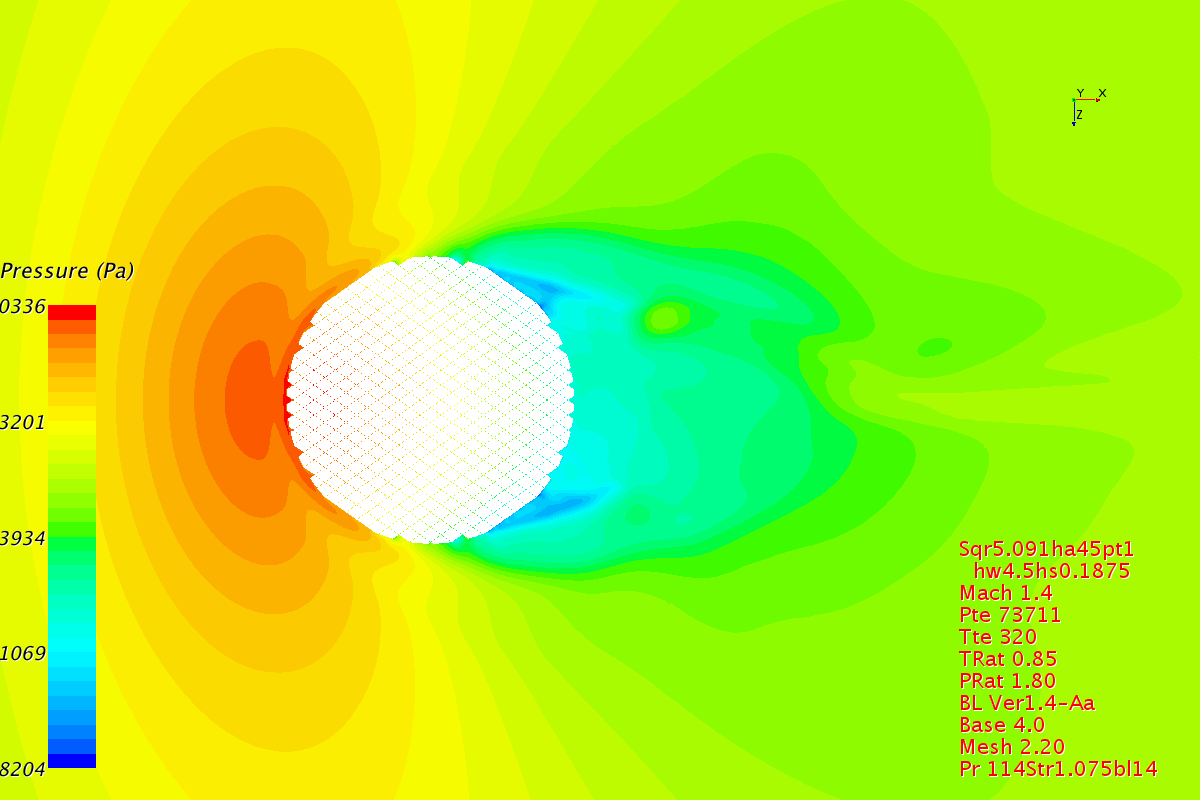 Y X
Z
Pressure (Pa)
0336
3201
3934
1069
8204
Sqr5.091ha45pt1
hw4.5hs0.1875
Mach 1.4
Pte 73711
Tte 320
TRat 0.85
PRat 1.80
BL Ver1.4-Aa
Base 4.0
Mesh 2.20
Pr 114Str1.075bl14